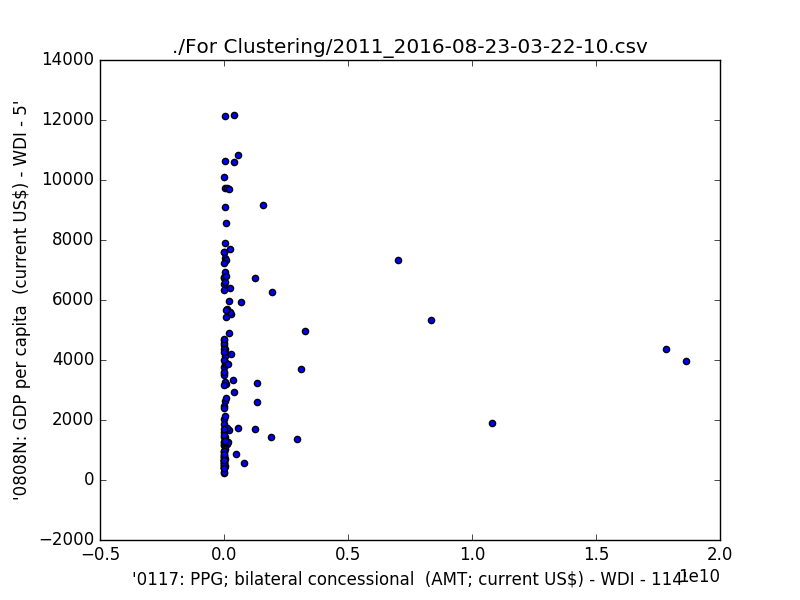 ./For Clustering/2011_2016-08-23-03-22-10.csv
14000
12000
10000
8000
6000
4000
2000
0
−2000
'0808N: GDP per capita  (current US$) - WDI - 5'
−0.5 0.0 0.5 1.0 1.5 2.0
1e10
'0117: PPG; bilateral concessional  (AMT; current US$) - WDI - 114